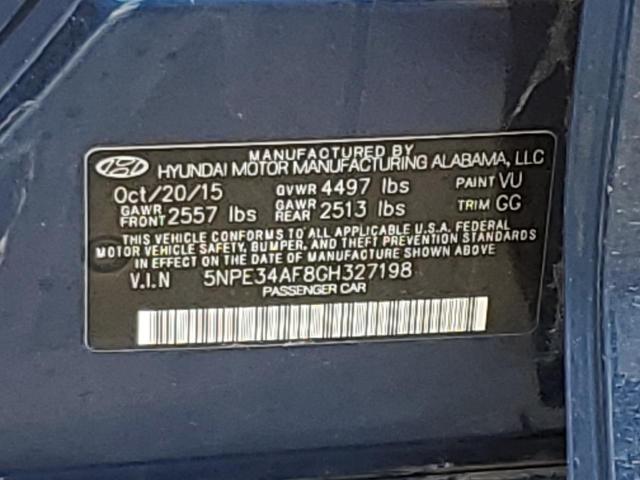 MANUFACTURED BY
HYUNDAI MOTOR MANUFACTURING ALABAMA, LLC
Oct/20/15 GVWR 4497 lbs PAINT VU
GAWR FRONT 2557 lbs GAWR REAR 2513 lbs TRIM GG
THIS VEHICLE CONFORMS TO ALL APPLICABLE U.S.A. FEDERAL
MOTOR VEHICLE SAFETY, BUMPER, AND THEFT PREVENTION STANDARDS
IN EFFECT ON THE DATE OF MANUFACTURE SHOWN ABOVE
V.I.N 5NPE34AF8GH327198
PASSENGER CAR